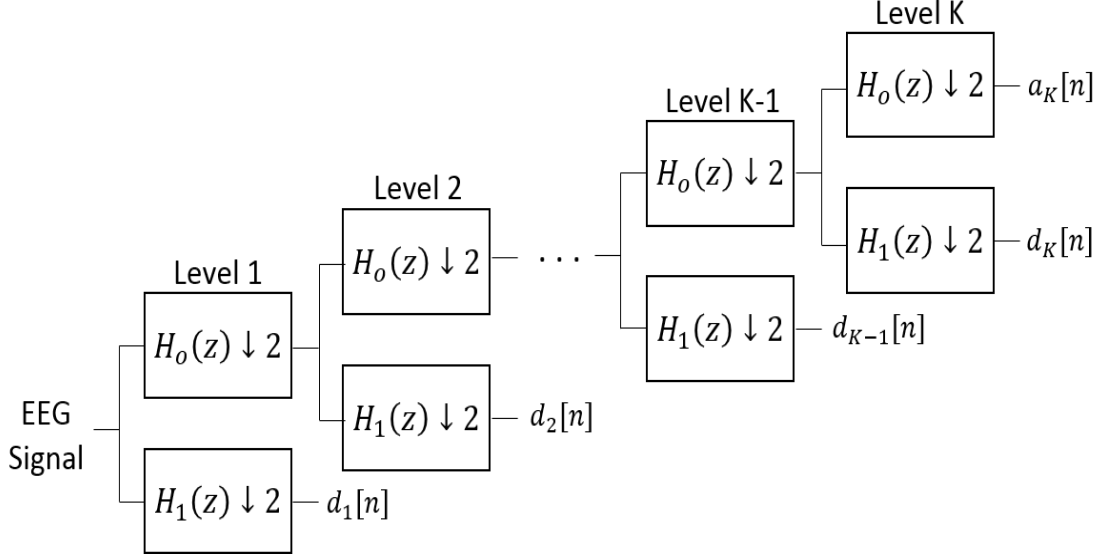 Level K
H_o(z) ↓ 2
a_K[n]
Level K-1
H_o(z) ↓ 2
H_1(z) ↓ 2
d_K[n]
Level 2
H_o(z) ↓ 2
· · ·
H_1(z) ↓ 2
d_{K−1}[n]
Level 1
H_o(z) ↓ 2
H_1(z) ↓ 2
d_2[n]
EEG
Signal
H_1(z) ↓ 2
d_1[n]